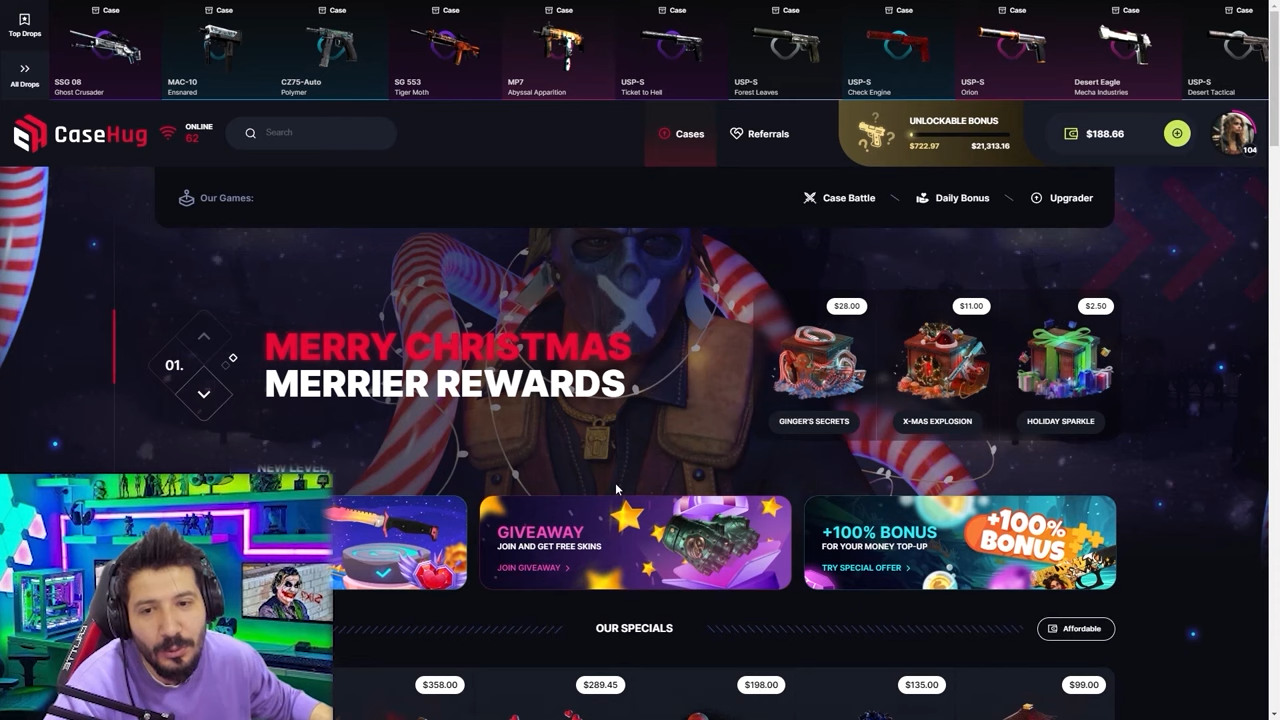 Top Drops
All Drops
Case
SSG 08
Ghost Crusader
Case
MAC-10
Ensnared
Case
CZ75-Auto
Polymer
Case
SG 553
Tiger Moth
Case
MP7
Abyssal Apparition
Case
USP-S
Ticket to Hell
Case
USP-S
Forest Leaves
Case
USP-S
Check Engine
Case
USP-S
Orion
Case
Desert Eagle
Mecha Industries
Case
USP-S
Desert Tactical
CaseHug
ONLINE
62
Search
Cases
Referrals
UNLOCKABLE BONUS
$722.97
$21,313.16
$188.66
104
Our Games:
Case Battle
Daily Bonus
Upgrader
01.
MERRY CHRISTMAS
MERRIER REWARDS
$28.00
$11.00
$2.50
GINGER'S SECRETS
X-MAS EXPLOSION
HOLIDAY SPARKLE
NEW LEVEL,
GIVEAWAY
JOIN AND GET FREE SKINS
JOIN GIVEAWAY >
+100% BONUS
FOR YOUR MONEY TOP-UP
TRY SPECIAL OFFER >
+100%
BONUS
OUR SPECIALS
Affordable
$358.00
$289.45
$198.00
$135.00
$99.00